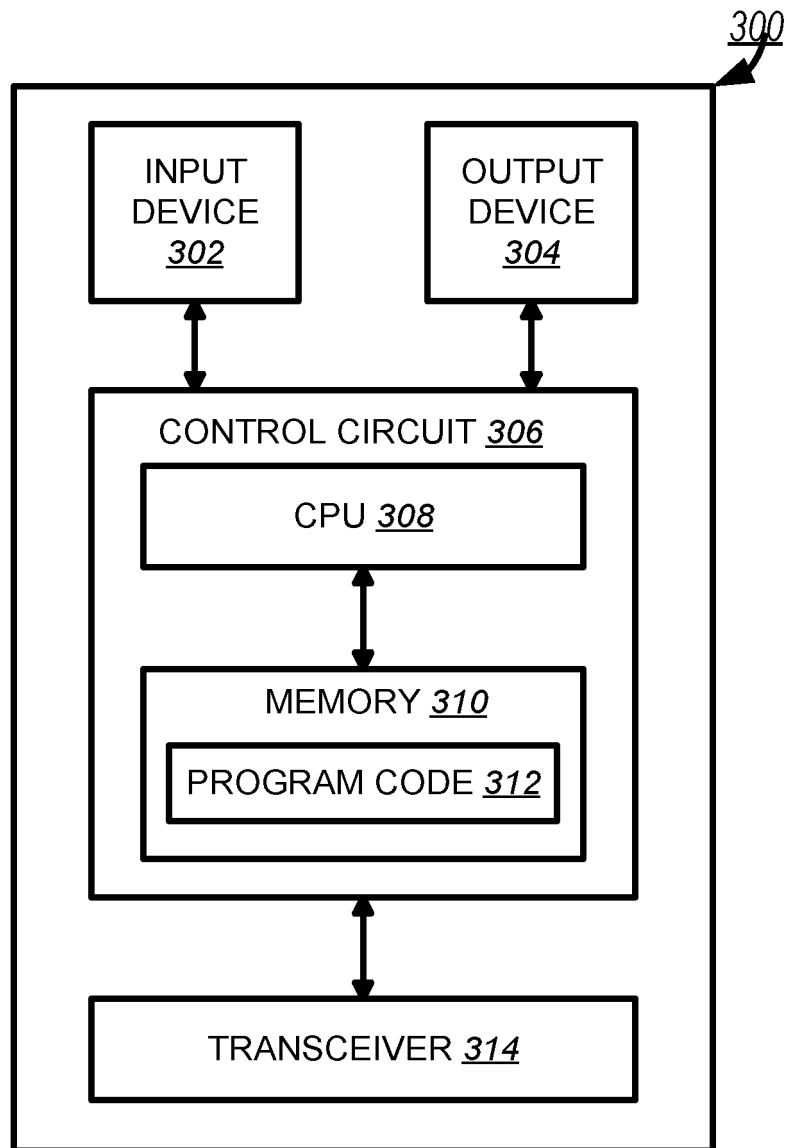 300
INPUT
DEVICE
302
OUTPUT
DEVICE
304
CONTROL CIRCUIT 306
CPU 308
MEMORY 310
PROGRAM CODE 312
TRANSCEIVER 314